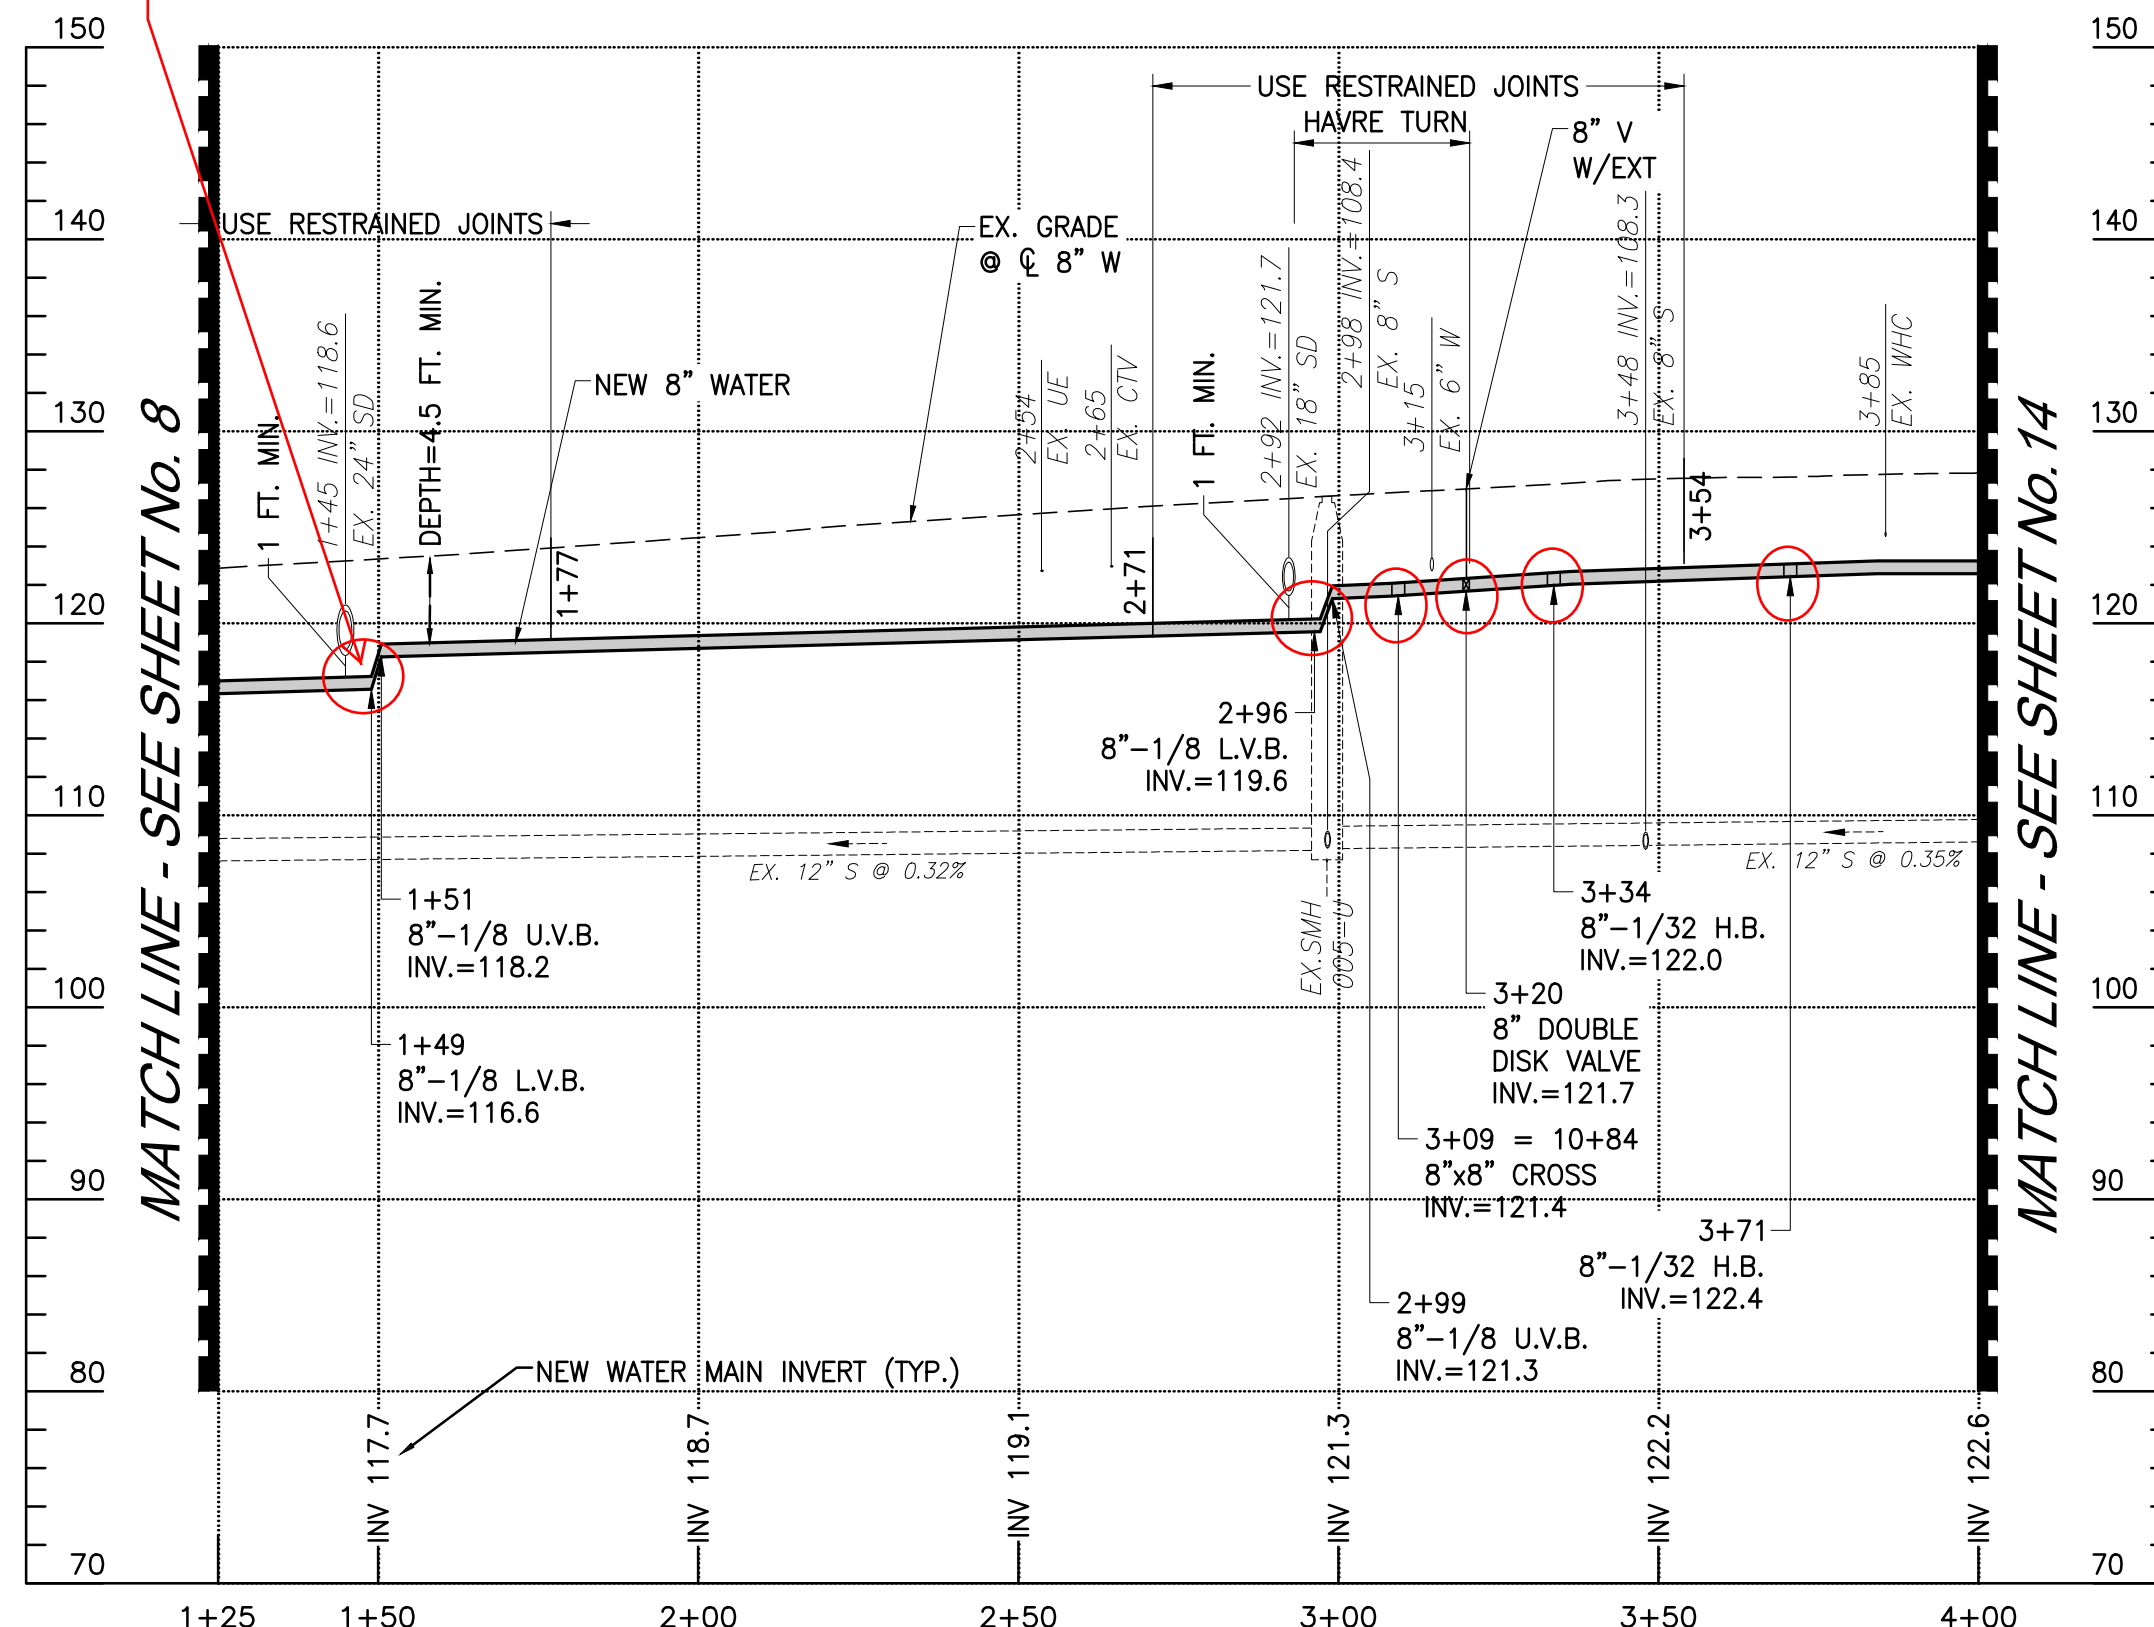 150
140
130
120
110
100
90
80
70
150
140
130
120
110
100
90
80
70
MATCH LINE - SEE SHEET No. 8
MATCH LINE - SEE SHEET No. 14
USE RESTRAINED JOINTS
USE RESTRAINED JOINTS
HAVRE TURN
8" V
W/EXT
EX. GRADE
@ ℄ 8" W
NEW 8" WATER
1 FT. MIN.
1+45 INV.=118.6
EX. 24" SD
DEPTH=4.5 FT. MIN.
1+77
2+54
EX. UE
2+65
EX. CTV
2+71
1 FT. MIN.
2+92 INV.=121.7
EX. 18" SD
2+98 INV.=108.4
EX. 8" S
3+15
EX. 6" W
3+48 INV.=108.3
EX. 8" S
3+54
3+85
EX. WHC
2+96
8"-1/8 L.V.B.
INV.=119.6
EX. 12" S @ 0.32%
EX. 12" S @ 0.35%
EX.SMH
005-U
1+51
8"-1/8 U.V.B.
INV.=118.2
1+49
8"-1/8 L.V.B.
INV.=116.6
3+34
8"-1/32 H.B.
INV.=122.0
3+20
8" DOUBLE
DISK VALVE
INV.=121.7
3+09 = 10+84
8"x8" CROSS
INV.=121.4
3+71
8"-1/32 H.B.
INV.=122.4
2+99
8"-1/8 U.V.B.
INV.=121.3
NEW WATER MAIN INVERT (TYP.)
INV 117.7
INV 118.7
INV 119.1
INV 121.3
INV 122.2
INV 122.6
1+25
1+50
2+00
2+50
3+00
3+50
4+00